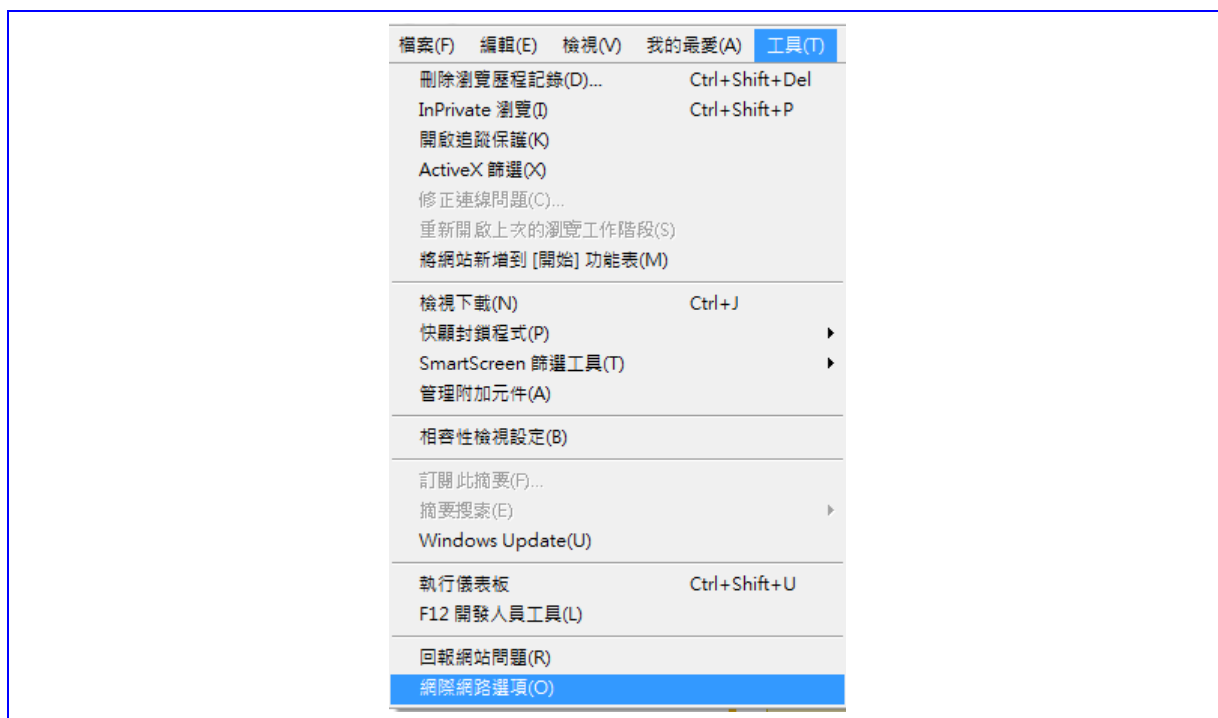 檔案(F) 編輯(E) 檢視(V) 我的最愛(A) 工具(T)
刪除瀏覽歷程記錄(D)... Ctrl+Shift+Del
InPrivate 瀏覽(I) Ctrl+Shift+P
開啟追蹤保護(K)
ActiveX 篩選(X)
修正連線問題(C)...
重新開啟上次的瀏覽工作階段(S)
將網站新增到 [開始] 功能表(M)
檢視下載(N) Ctrl+J
快顯封鎖程式(P)
SmartScreen 篩選工具(T)
管理附加元件(A)
相容性檢視設定(B)
訂閱此摘要(F)...
摘要搜索(E)
Windows Update(U)
執行儀表板 Ctrl+Shift+U
F12 開發人員工具(L)
回報網站問題(R)
網際網路選項(O)